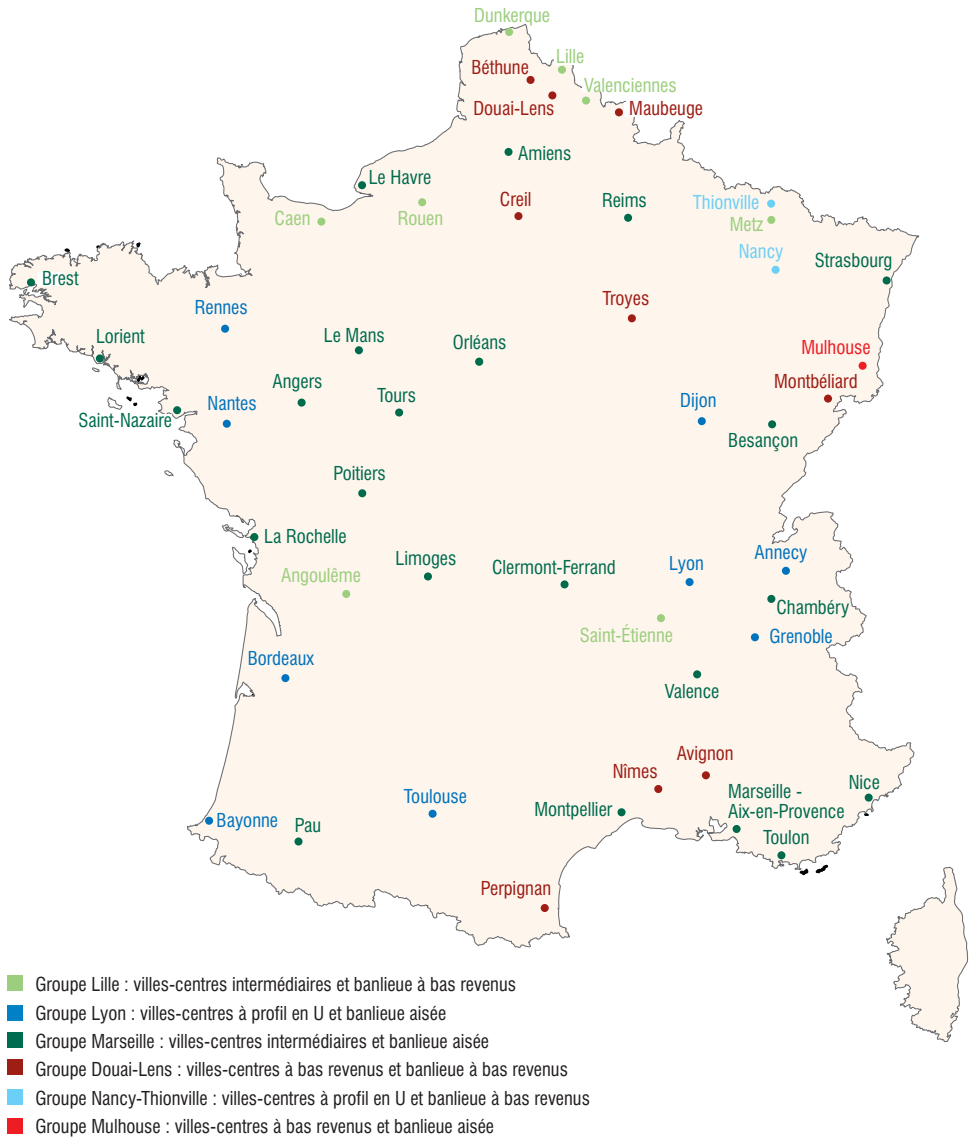 Dunkerque
Lille
Béthune
Valenciennes
Douai-Lens
Maubeuge
Amiens
Le Havre
Creil
Reims
Thionville
Caen
Rouen
Metz
Nancy
Strasbourg
Brest
Rennes
Troyes
Lorient
Le Mans
Orléans
Mulhouse
Angers
Tours
Montbéliard
Saint-Nazaire
Nantes
Dijon
Besançon
Poitiers
La Rochelle
Limoges
Clermont-Ferrand
Lyon
Annecy
Angoulême
Chambéry
Saint-Étienne
Grenoble
Bordeaux
Valence
Avignon
Nîmes
Nice
Marseille -
Aix-en-Provence
Toulouse
Montpellier
Bayonne
Pau
Toulon
Perpignan
Groupe Lille : villes-centres intermédiaires et banlieue à bas revenus
Groupe Lyon : villes-centres à profil en U et banlieue aisée
Groupe Marseille : villes-centres intermédiaires et banlieue aisée
Groupe Douai-Lens : villes-centres à bas revenus et banlieue à bas revenus
Groupe Nancy-Thionville : villes-centres à profil en U et banlieue à bas revenus
Groupe Mulhouse : villes-centres à bas revenus et banlieue aisée